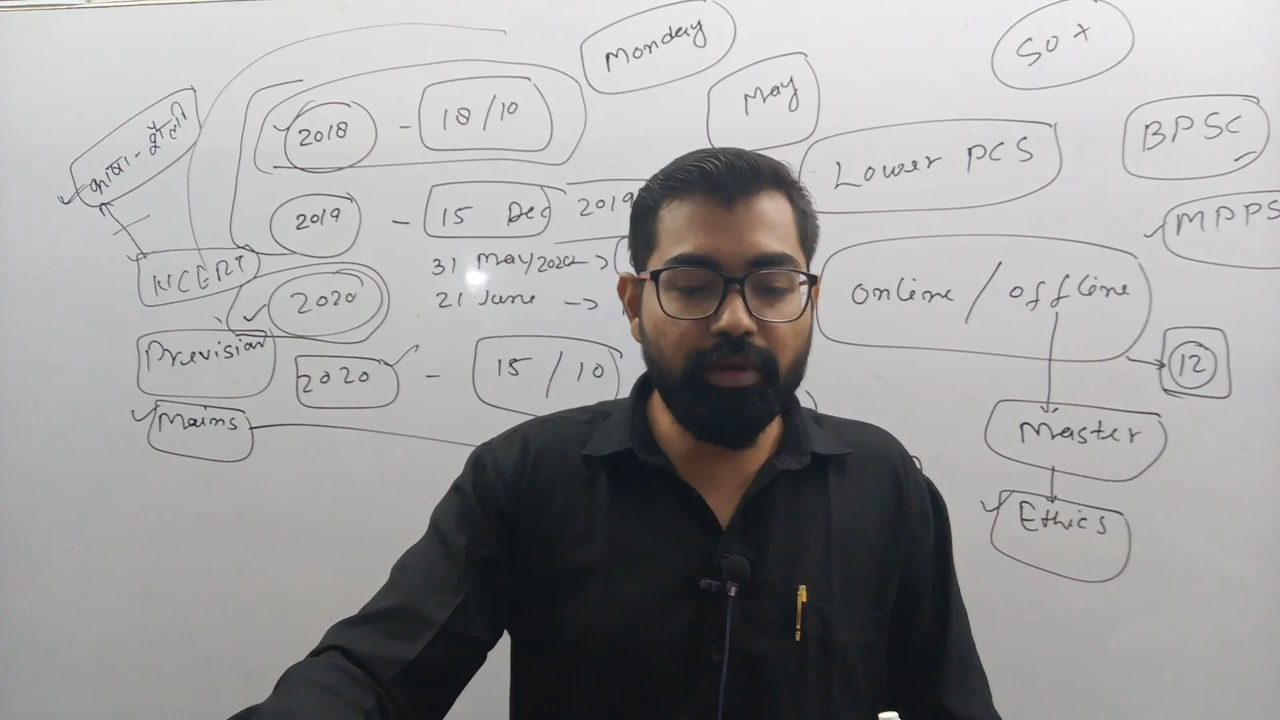 Monday
50 +
May
BPSC
भाषा - शैली
2018 - 18/10
Lower PCS
2019 - 15 Dec 2019
MPPS
31 May 2020 →
NCERT
21 June →
2020
online / offline
Prevision
2020 - 15 / 10
12
Mains
Master
Ethics